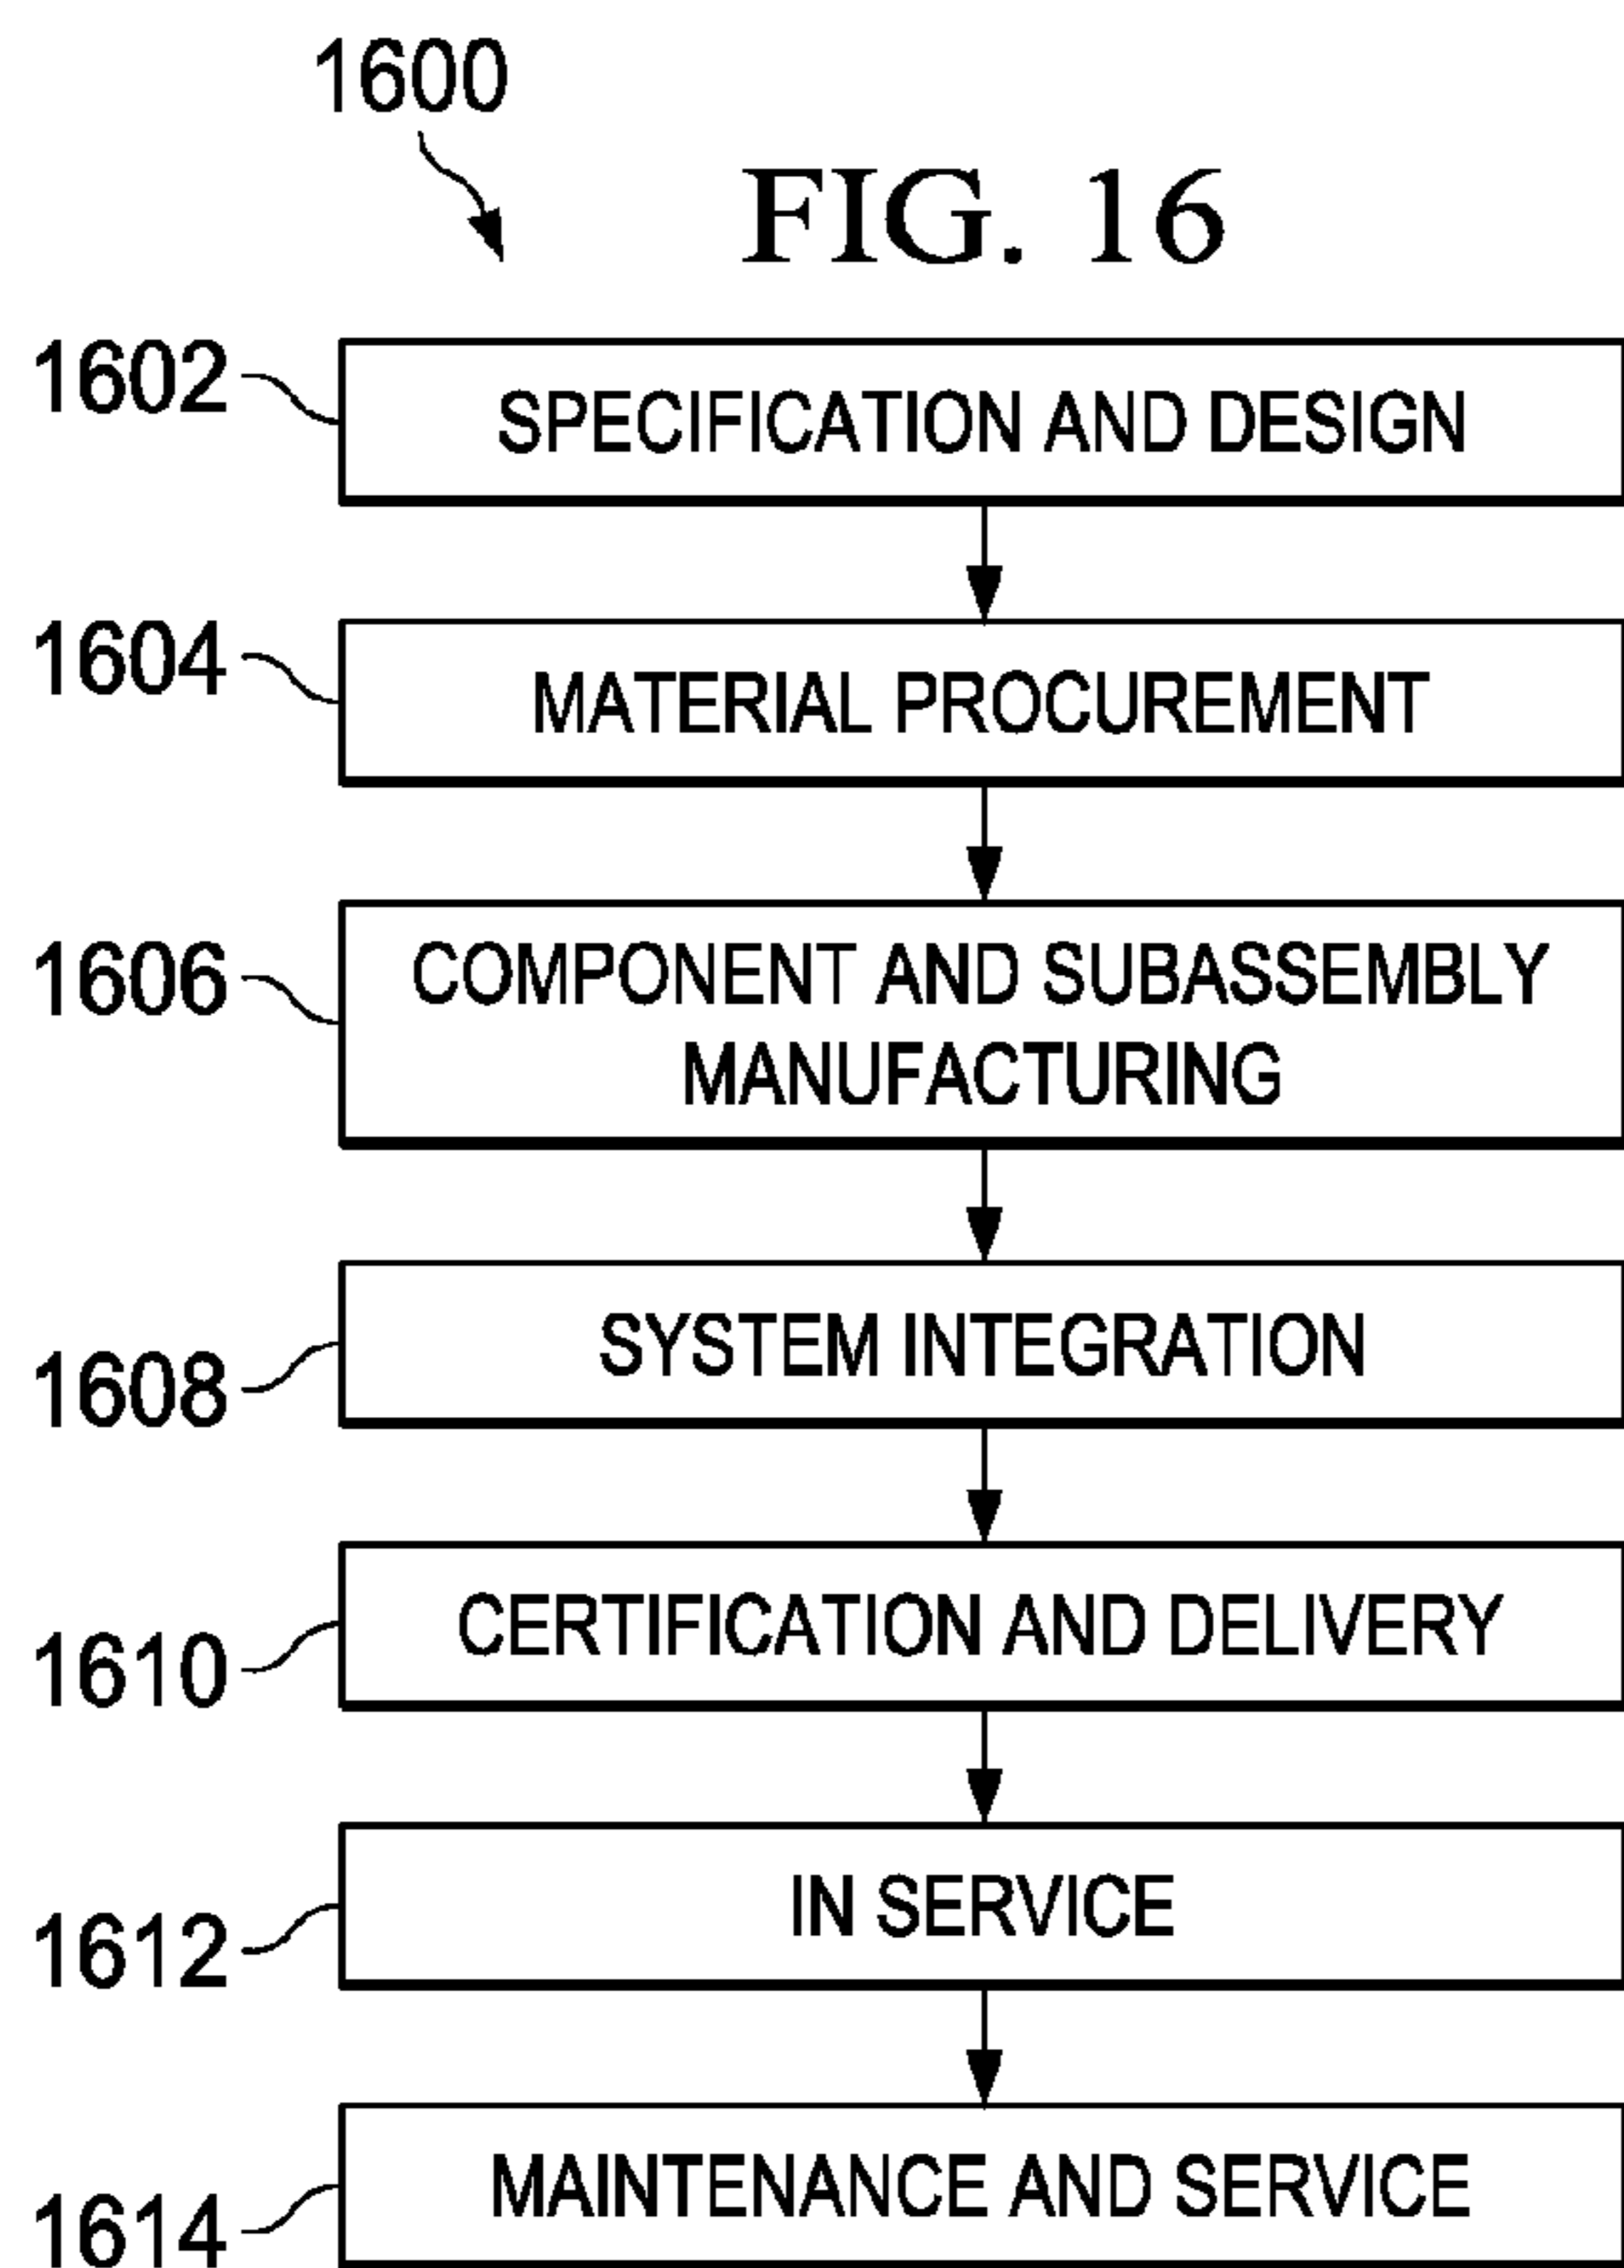 1600
FIG. 16
1602
SPECIFICATION AND DESIGN
1604
MATERIAL PROCUREMENT
1606
COMPONENT AND SUBASSEMBLY
MANUFACTURING
1608
SYSTEM INTEGRATION
1610
CERTIFICATION AND DELIVERY
1612
IN SERVICE
1614
MAINTENANCE AND SERVICE